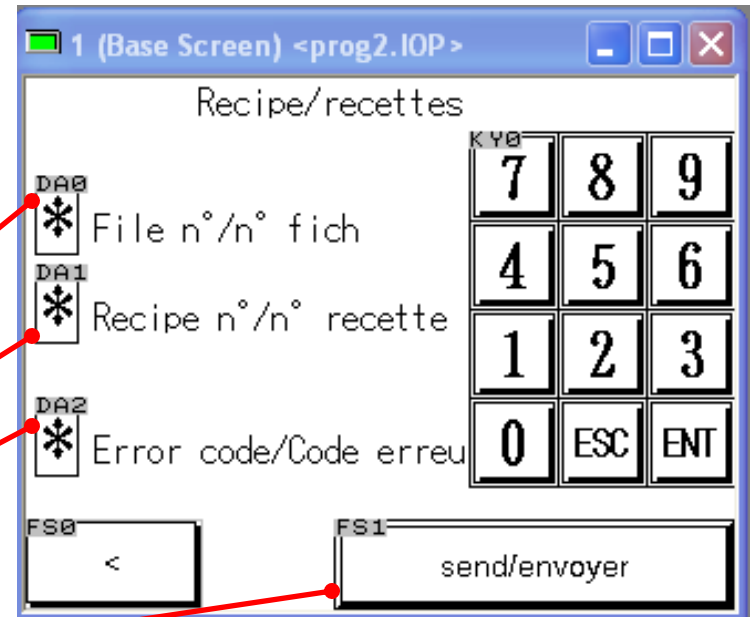 1 (Base Screen) <prog2.IOP>
Recipe/recettes
KY0
7 8 9
DA0
* File n°/n° fich
4 5 6
DA1
* Recipe n°/n° recette
1 2 3
DA2
* Error code/Code erreu
0 ESC ENT
FS0
<
FS1
send/envoyer